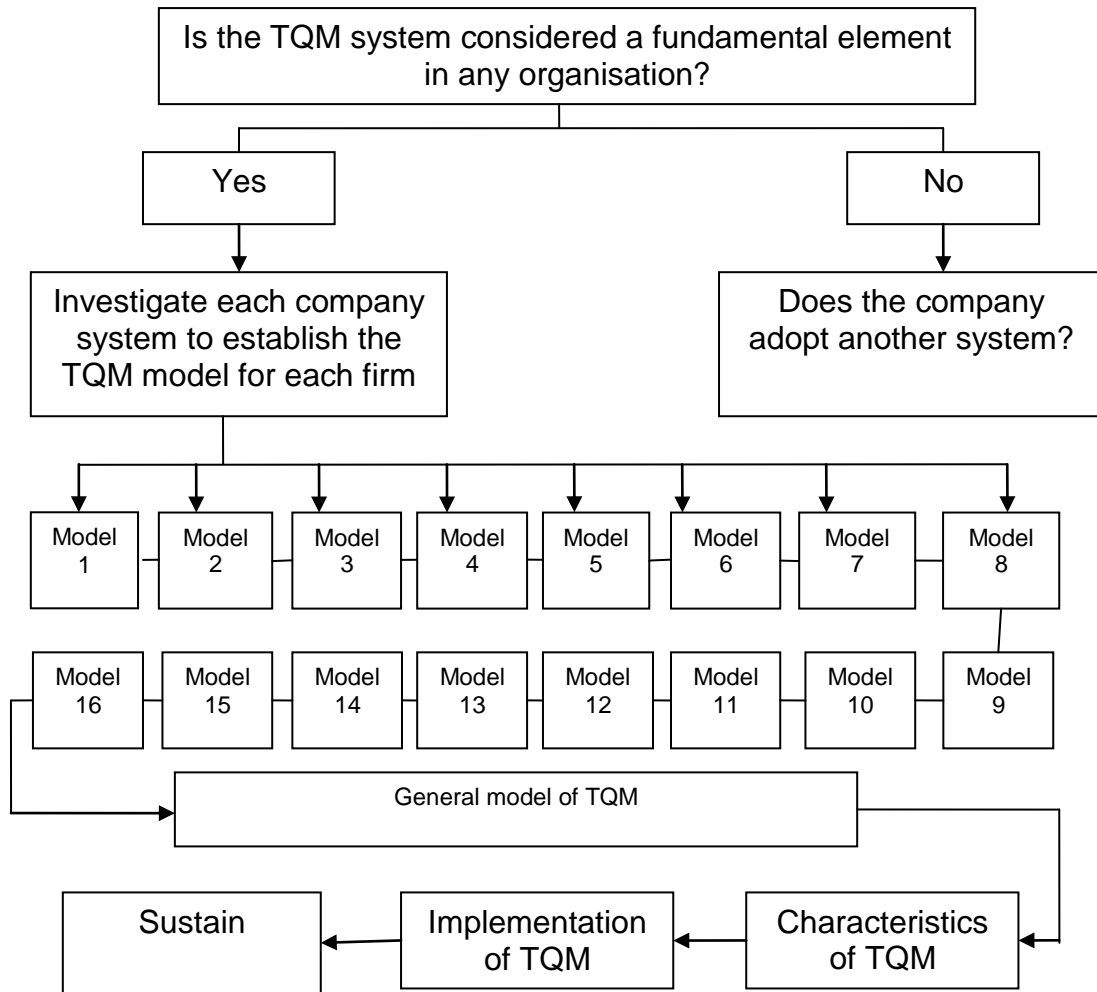 Is the TQM system considered a fundamental element
in any organisation?
Yes
No
Investigate each company
system to establish the
TQM model for each firm
Does the company
adopt another system?
Model
1
Model
2
Model
3
Model
4
Model
5
Model
6
Model
7
Model
8
Model
16
Model
15
Model
14
Model
13
Model
12
Model
11
Model
10
Model
9
General model of TQM
Sustain
Implementation
of TQM
Characteristics
of TQM